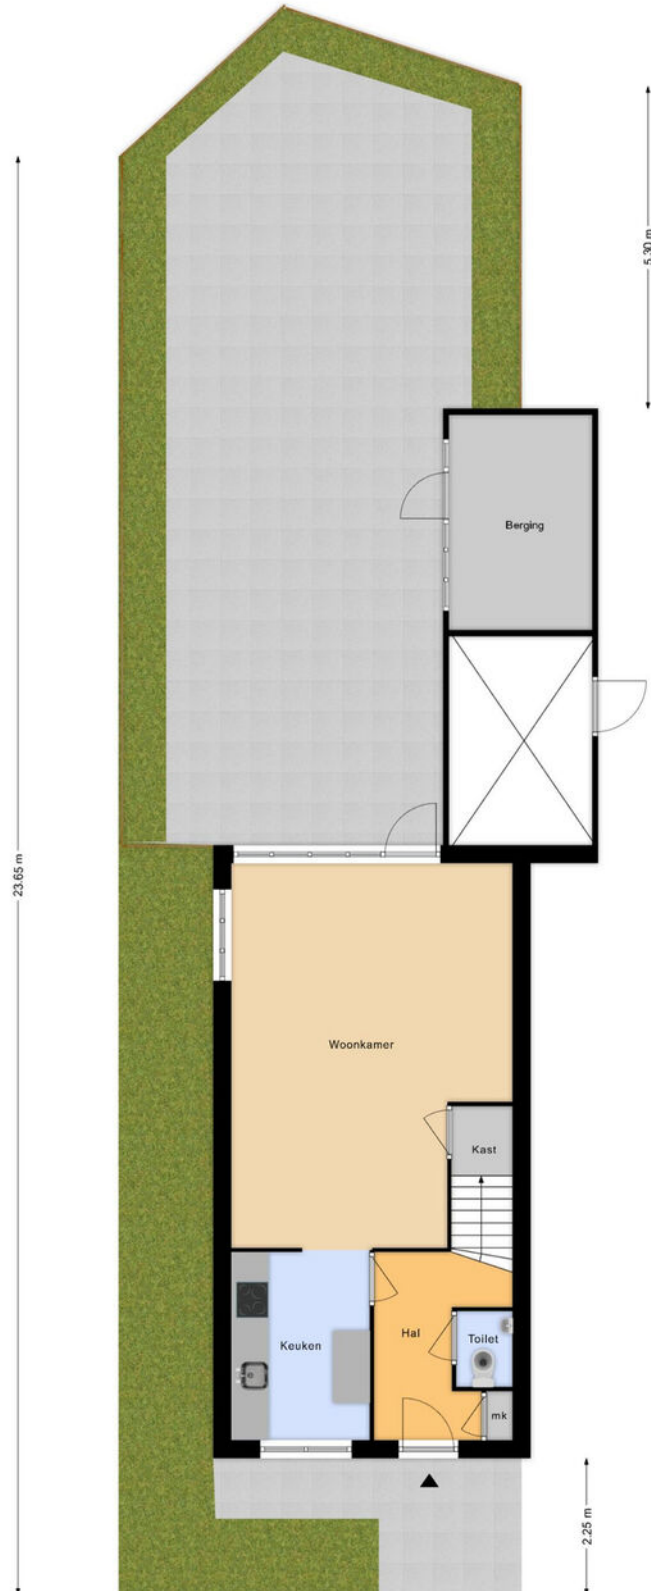 5.30 m
Berging
23.65 m
Woonkamer
Kast
Hal
Toilet
Keuken
mk
2.25 m